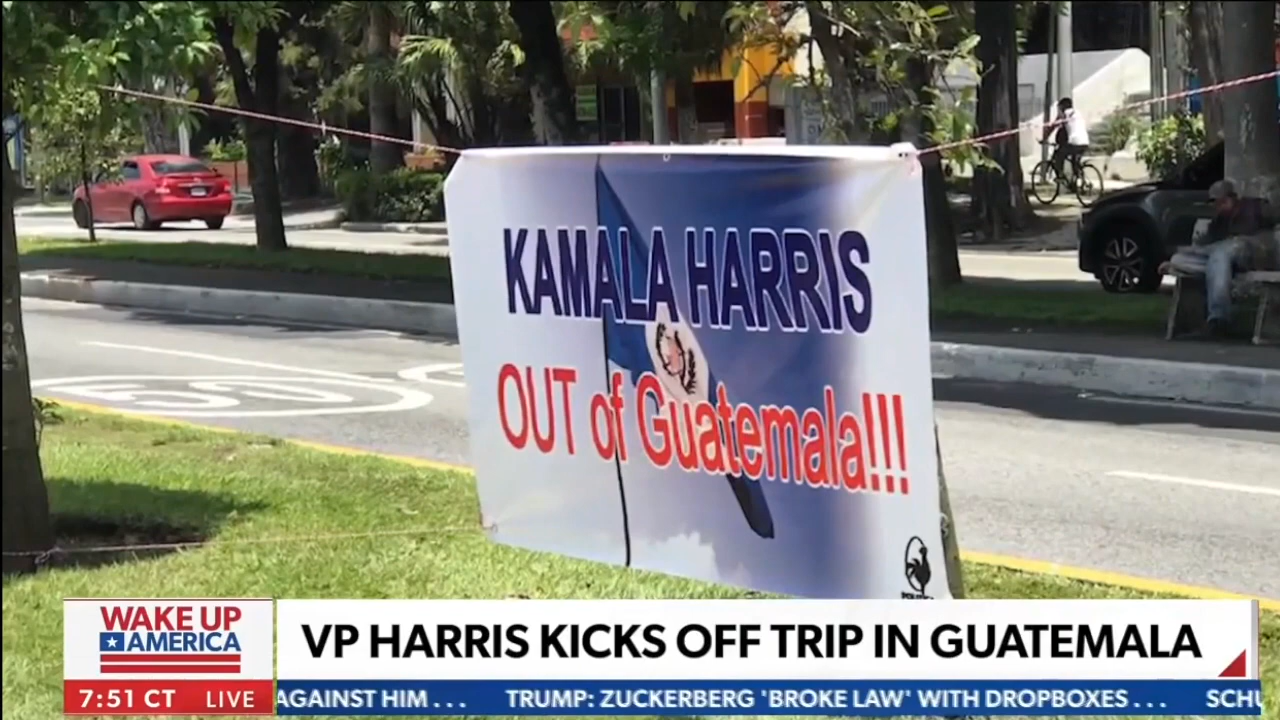 KAMALA HARRIS
OUT of Guatemala!!!
50
WAKE UP
AMERICA
VP HARRIS KICKS OFF TRIP IN GUATEMALA
7:51 CT LIVE
AGAINST HIM . . . TRUMP: ZUCKERBERG 'BROKE LAW' WITH DROPBOXES . . .